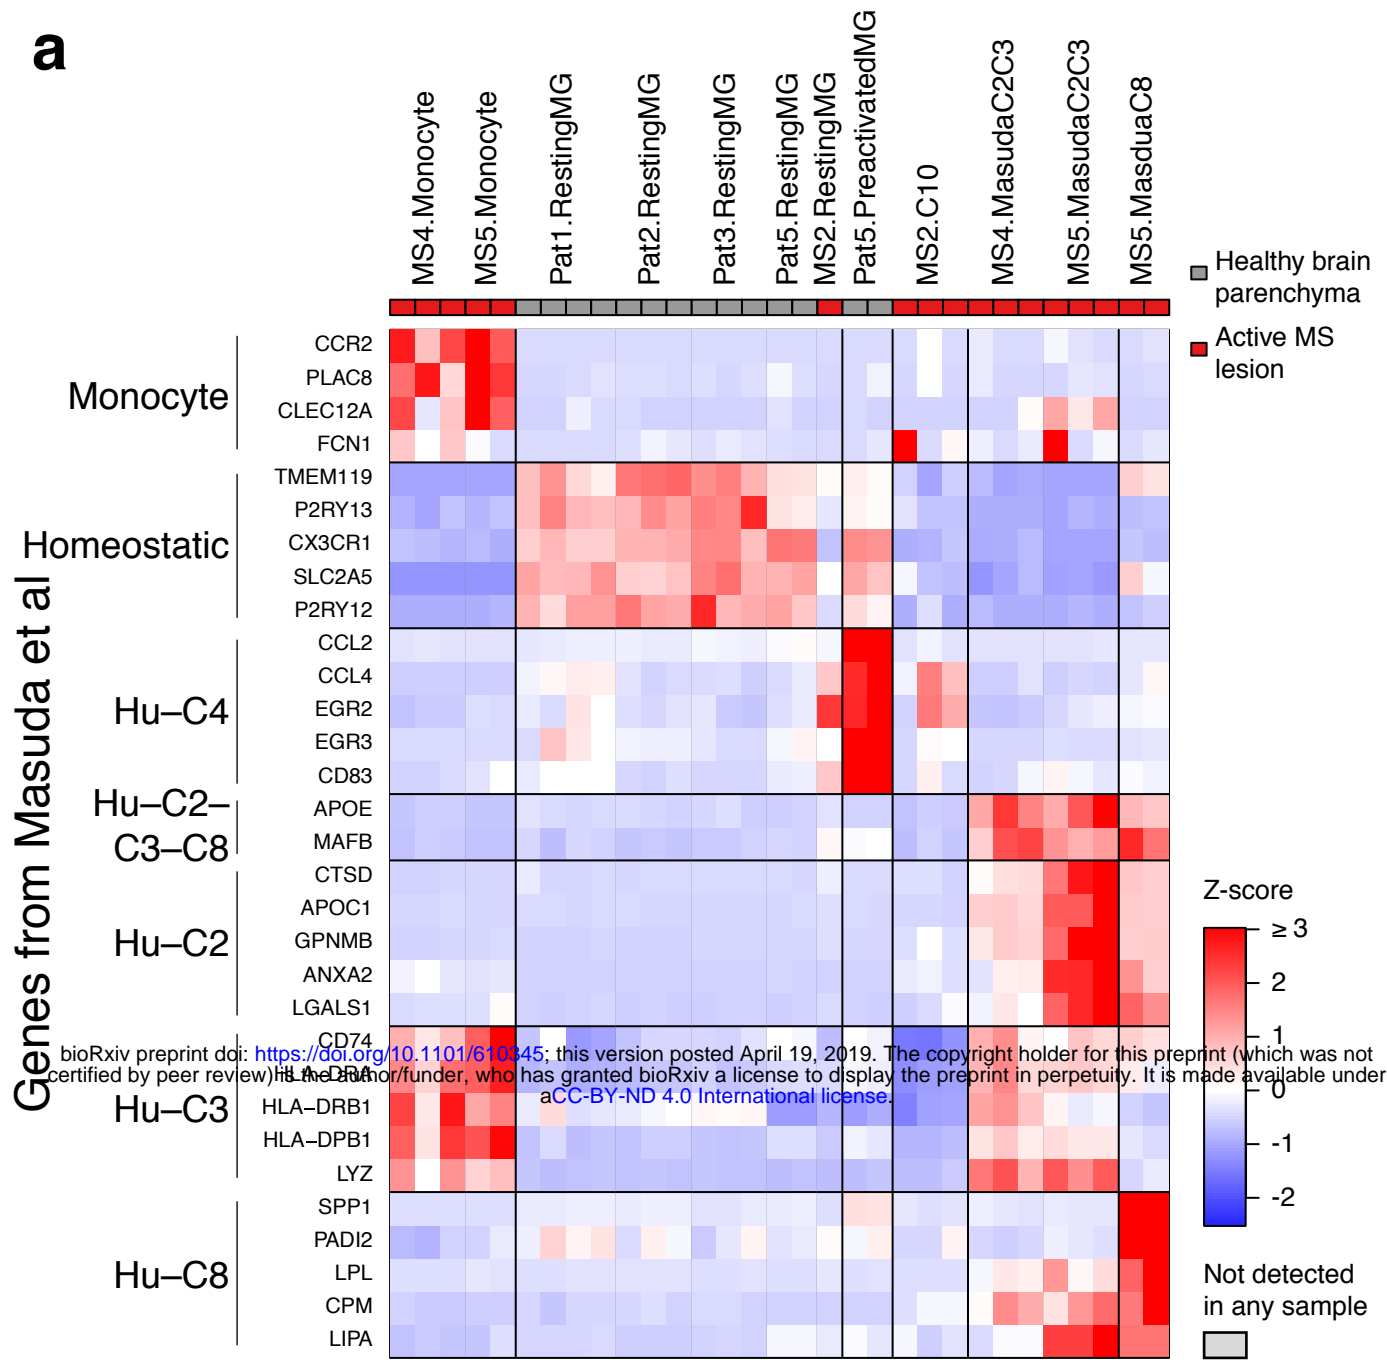 a
MS4.Monocyte
MS5.Monocyte
Pat1.RestingMG
Pat2.RestingMG
Pat3.RestingMG
Pat5.RestingMG
MS2.RestingMG
Pat5.PreactivatedMG
MS2.C10
MS4.MasudaC2C3
MS5.MasudaC2C3
MS5.MasduaC8
Healthy brain
parenchyma
Active MS
lesion
Genes from Masuda et al
Monocyte
CCR2
PLAC8
CLEC12A
FCN1
Homeostatic
TMEM119
P2RY13
CX3CR1
SLC2A5
P2RY12
Hu–C4
CCL2
CCL4
EGR2
EGR3
CD83
Hu–C2–
C3–C8
APOE
MAFB
Hu–C2
CTSD
APOC1
GPNMB
ANXA2
LGALS1
Hu–C3
CD74
HLA–DRA
HLA–DRB1
HLA–DPB1
LYZ
Hu–C8
SPP1
PADI2
LPL
CPM
LIPA
Z-score
≥ 3
2
1
0
-1
-2
Not detected
in any sample
bioRxiv preprint doi: https://doi.org/10.1101/610345; this version posted April 19, 2019. The copyright holder for this preprint (which was not
certified by peer review) is the author/funder, who has granted bioRxiv a license to display the preprint in perpetuity. It is made available under
aCC-BY-ND 4.0 International license.